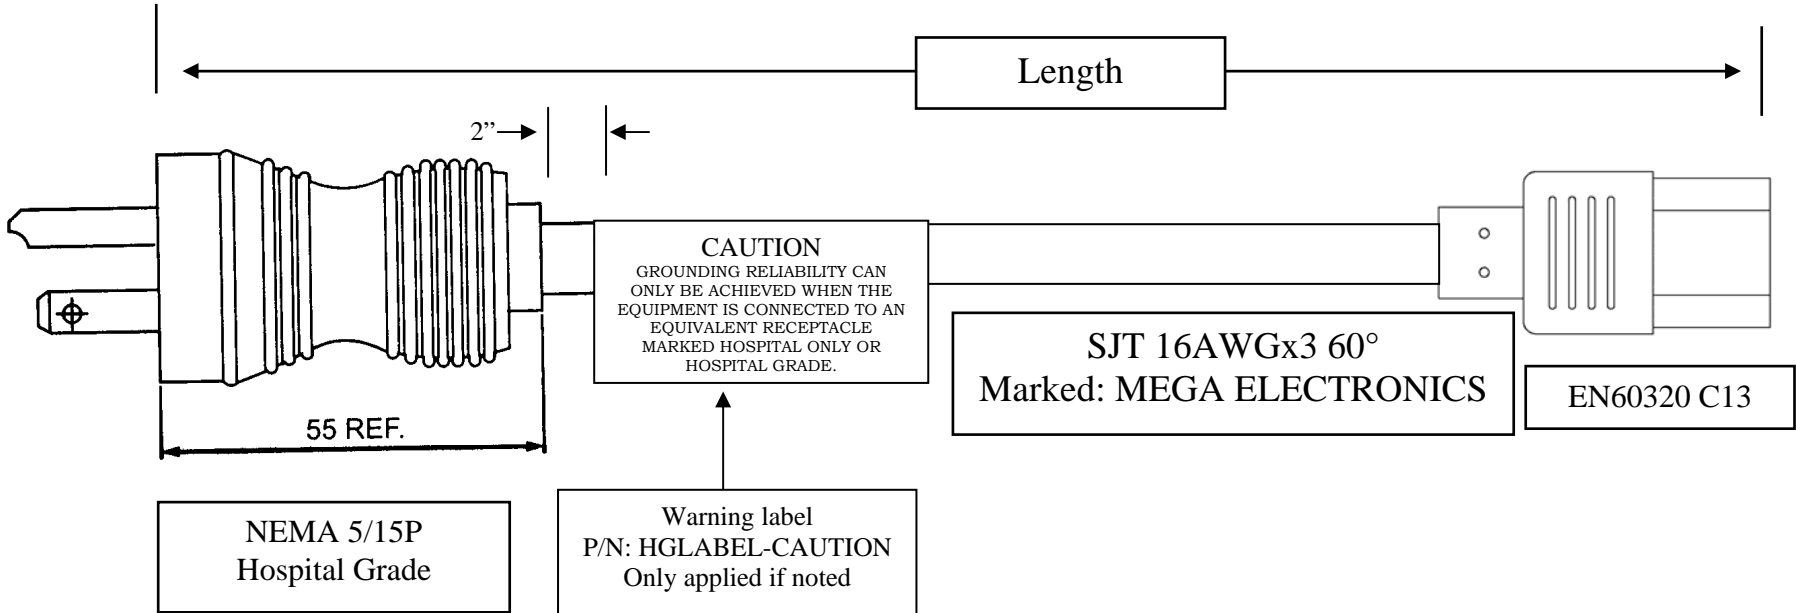 Length
2”
CAUTION
GROUNDING RELIABILITY CAN
ONLY BE ACHIEVED WHEN THE
EQUIPMENT IS CONNECTED TO AN
EQUIVALENT RECEPTACLE
MARKED HOSPITAL ONLY OR
HOSPITAL GRADE.
SJT 16AWGx3 60°
Marked: MEGA ELECTRONICS
EN60320 C13
55 REF.
NEMA 5/15P
Hospital Grade
Warning label
P/N: HGLABEL-CAUTION
Only applied if noted